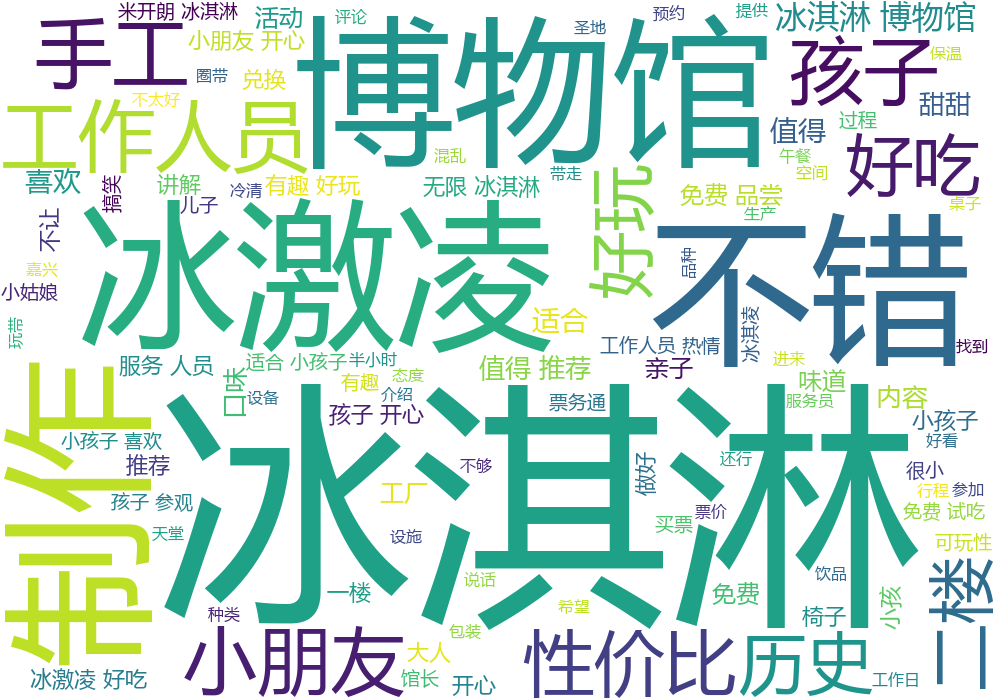 米开朗 冰淇淋
活动
评论
博物馆
圣地
预约
提供
冰淇淋 博物馆
手工
小朋友 开心
圈带
兑换
孩子
保温
工作人员
不太好
甜甜
过程
值得
喜欢
搞笑
讲解
儿子
冷清
有趣 好玩
混乱
无限 冰淇淋
带走
好玩
免费 品尝
午餐
空间
生产
好吃
桌子
不让
冰激凌
不错
品种
嘉兴
小姑娘
玩带
适合
冰淇凌
工作人员 热情
找到
服务 人员
适合 小孩子
半小时
值得 推荐
亲子
进来
口味
设备
有趣
态度
介绍
味道
服务员
内容
制作
孩子 开心
票务通
小孩子
好看
小孩子 喜欢
推荐
冰淇淋
不够
做好
还行
很小
孩子 参观
工厂
行程
参加
免费 试吃
天堂
设施
买票
票价
可玩性
说话
饮品
二楼
一楼
免费
小孩
种类
希望
椅子
小朋友
包装
大人
性价比
历史
冰激凌 好吃
馆长
开心
工作日